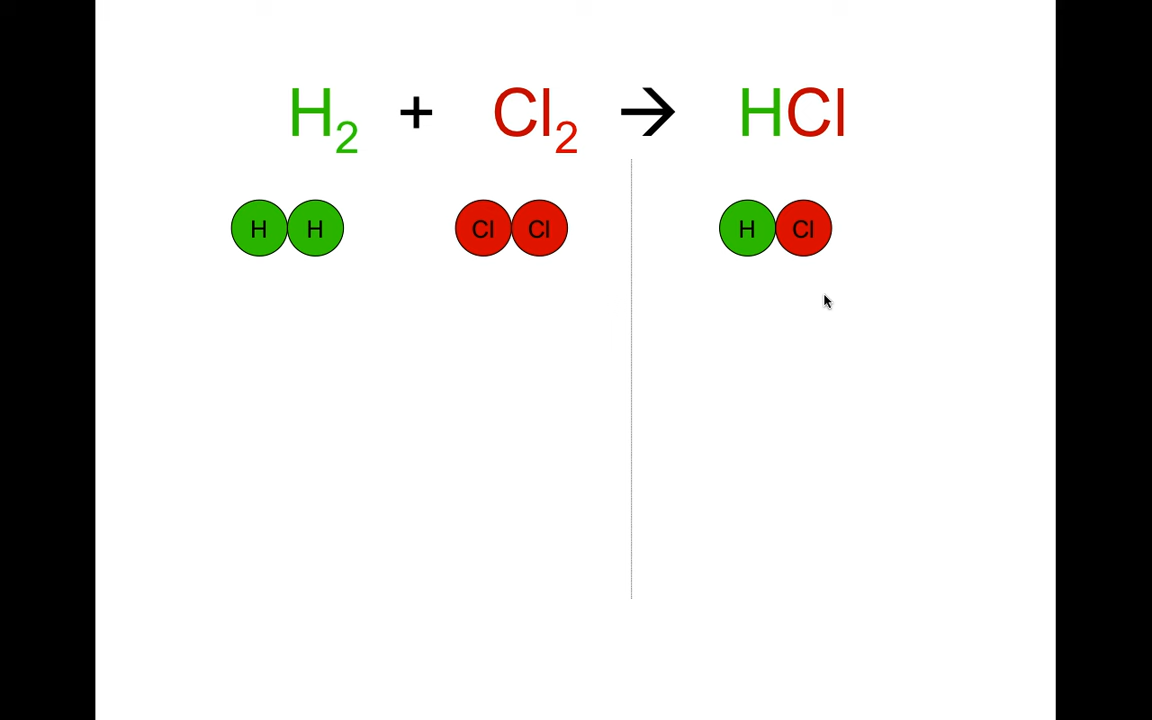 H₂ + Cl₂ → HCl
H H Cl Cl H Cl